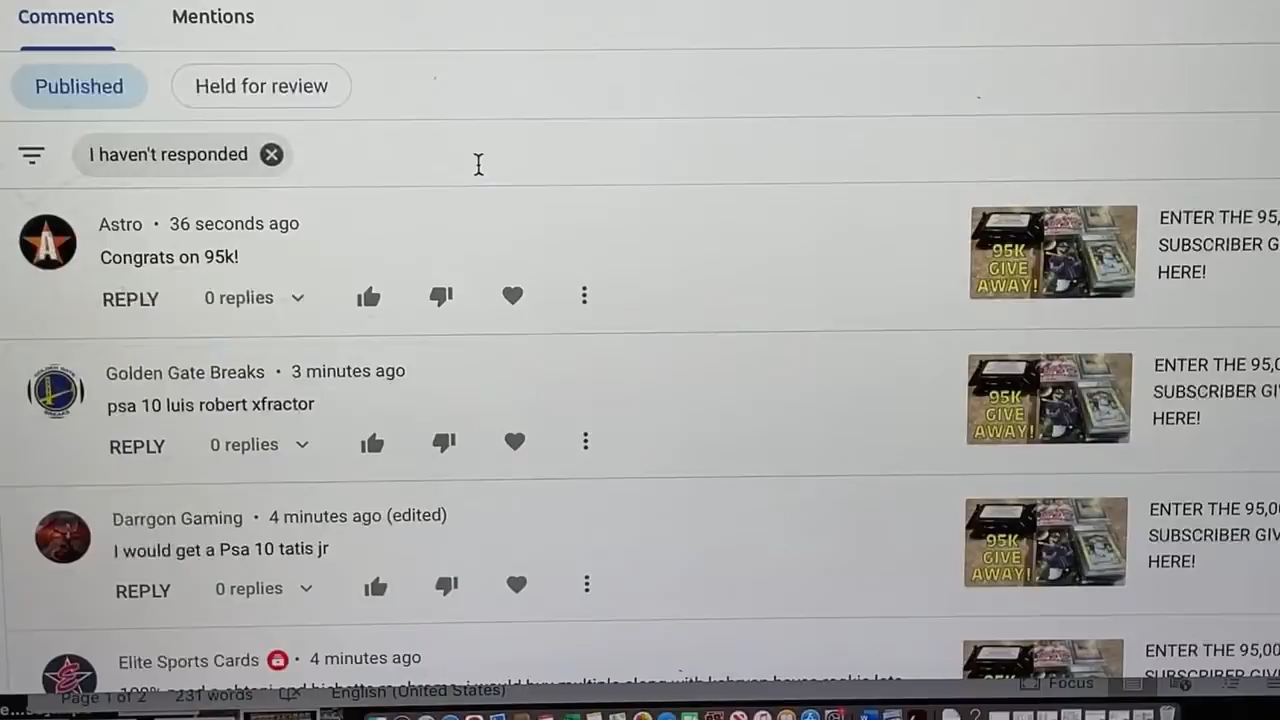 Comments
Mentions
Published
Held for review
I haven't responded
Astro • 36 seconds ago
Congrats on 95k!
REPLY
0 replies
95K
GIVE
AWAY!
ENTER THE 95,
SUBSCRIBER G
HERE!
Golden Gate Breaks • 3 minutes ago
psa 10 luis robert xfractor
REPLY
0 replies
95K
GIVE
AWAY!
ENTER THE 95,0
SUBSCRIBER GI
HERE!
Darrgon Gaming • 4 minutes ago (edited)
I would get a Psa 10 tatis jr
REPLY
0 replies
95K
GIVE
AWAY!
ENTER THE 95,00
SUBSCRIBER GIV
HERE!
Elite Sports Cards • 4 minutes ago
ENTER THE 95,00
Page 1 of 2
231 words
English (United States)
Focus